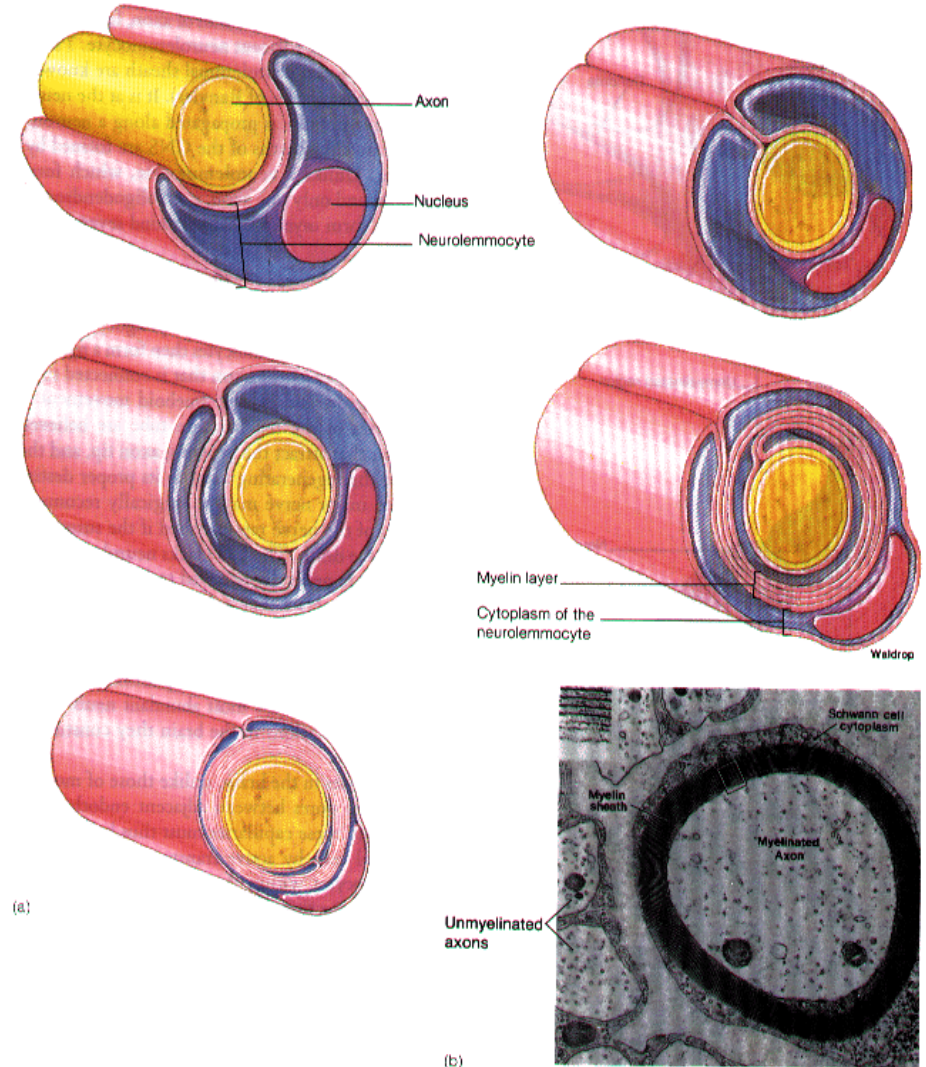 Axon
Nucleus
Neurolemmocyte
Myelin layer
Cytoplasm of the
neurolemmocyte
Waldrop
(a)
Schwann cell
cytoplasm
Myelin
sheath
Myelinated
Axon
Unmyelinated
axons
(b)